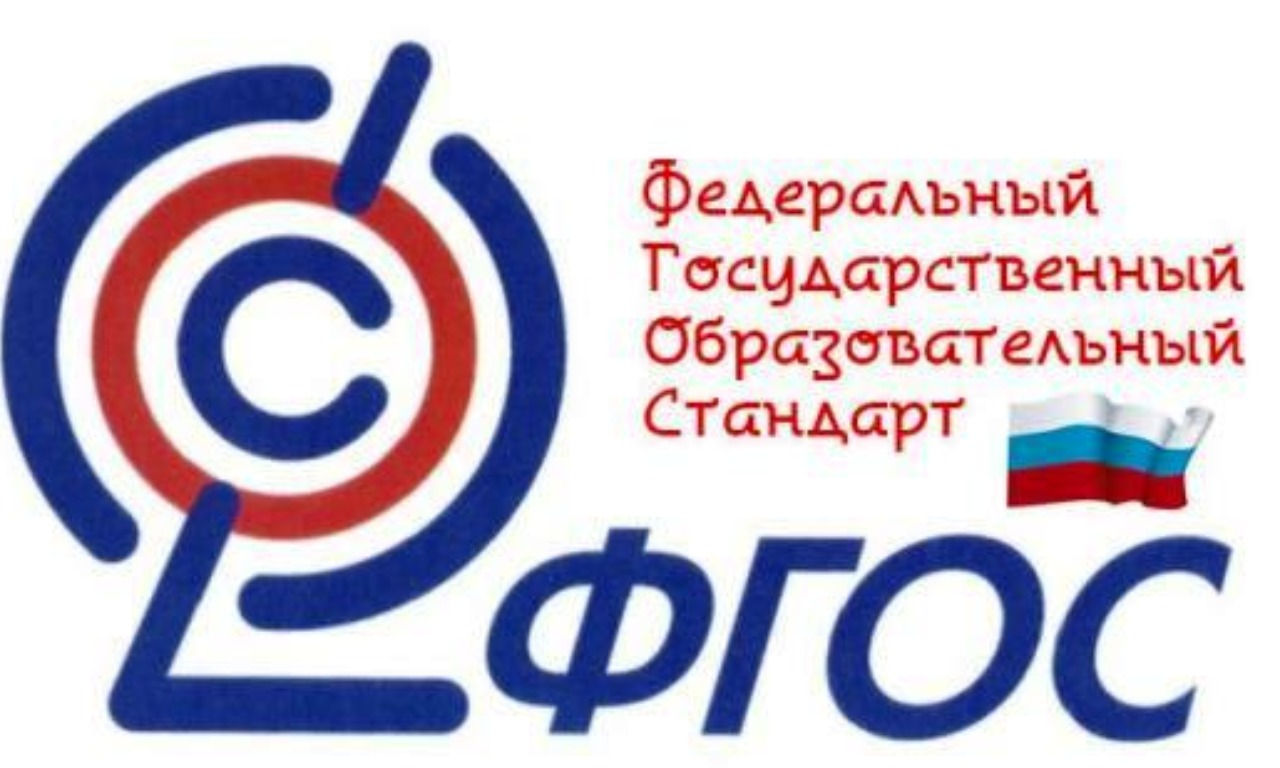 Федеральный
Государственный
Образовательный
Стандарт
ФГОС